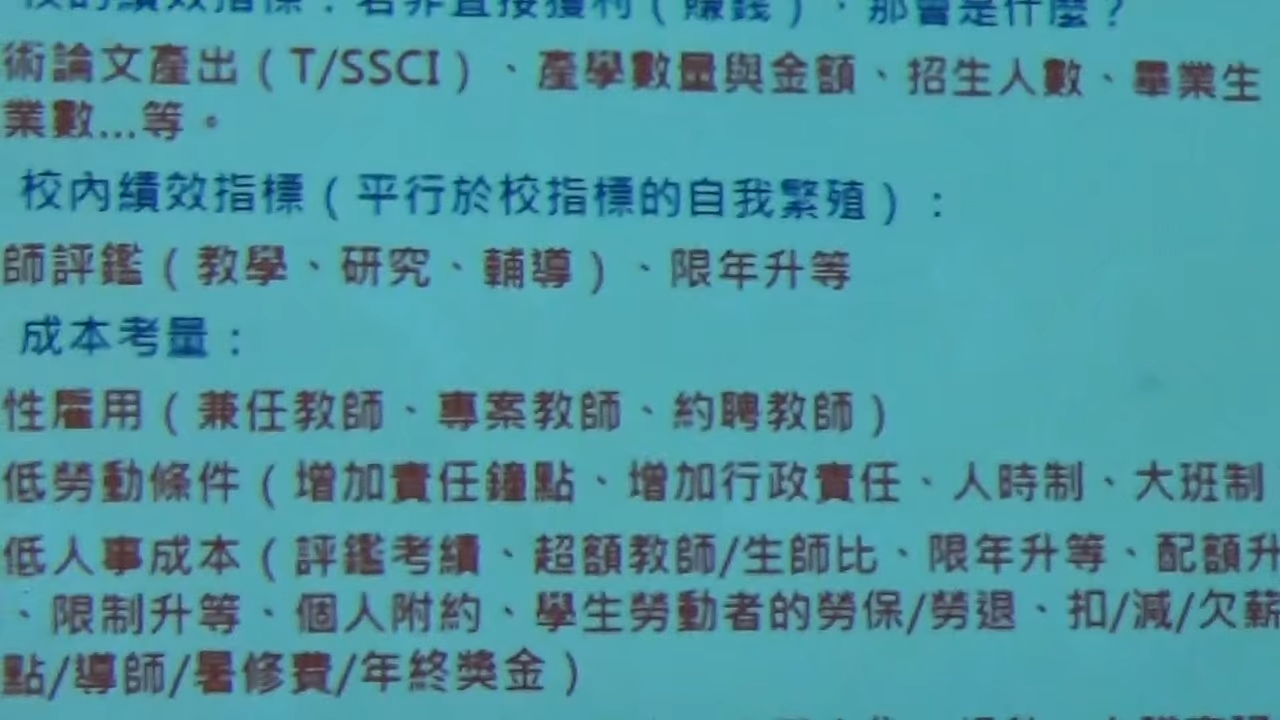 校的績效指標：若非直接獲利（賺錢），那會是什麼？
術論文產出（T/SSCI）、產學數量與金額、招生人數、畢業生
業數...等。
校內績效指標（平行於校指標的自我繁殖）：
師評鑑（教學、研究、輔導）、限年升等
成本考量：
性雇用（兼任教師、專案教師、約聘教師）
低勞動條件（增加責任鐘點、增加行政責任、人時制、大班制
低人事成本（評鑑考績、超額教師/生師比、限年升等、配額升
、限制升等、個人附約、學生勞動者的勞保/勞退、扣/減/欠薪
點/導師/暑修費/年終獎金）